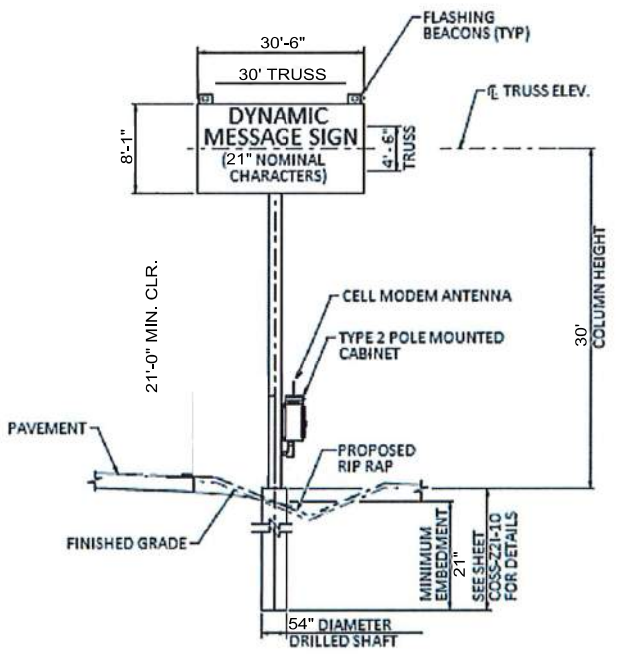 FLASHING
BEACONS (TYP)
30'-6"
30' TRUSS
℄ TRUSS ELEV.
DYNAMIC
MESSAGE SIGN
(21" NOMINAL
CHARACTERS)
8'-1"
4'-6"
TRUSS
COLUMN HEIGHT
30'
21'-0" MIN. CLR.
CELL MODEM ANTENNA
TYPE 2 POLE MOUNTED
CABINET
PAVEMENT
PROPOSED
RIP RAP
FINISHED GRADE
MINIMUM
EMBEDMENT
21"
SEE SHEET
COSS-Z2I-10
FOR DETAILS
54" DIAMETER
DRILLED SHAFT